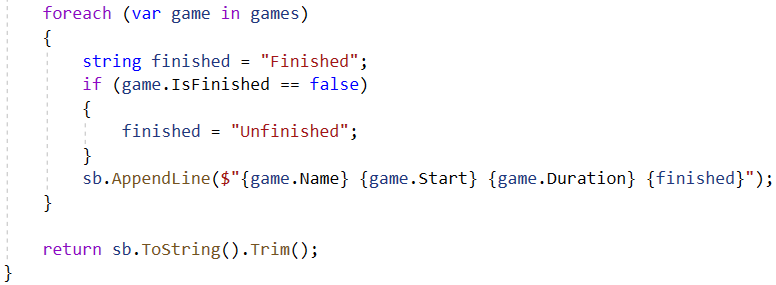 foreach (var game in games)
{
string finished = "Finished";
if (game.IsFinished == false)
{
finished = "Unfinished";
}
sb.AppendLine($"{game.Name} {game.Start} {game.Duration} {finished}");
}
return sb.ToString().Trim();
}